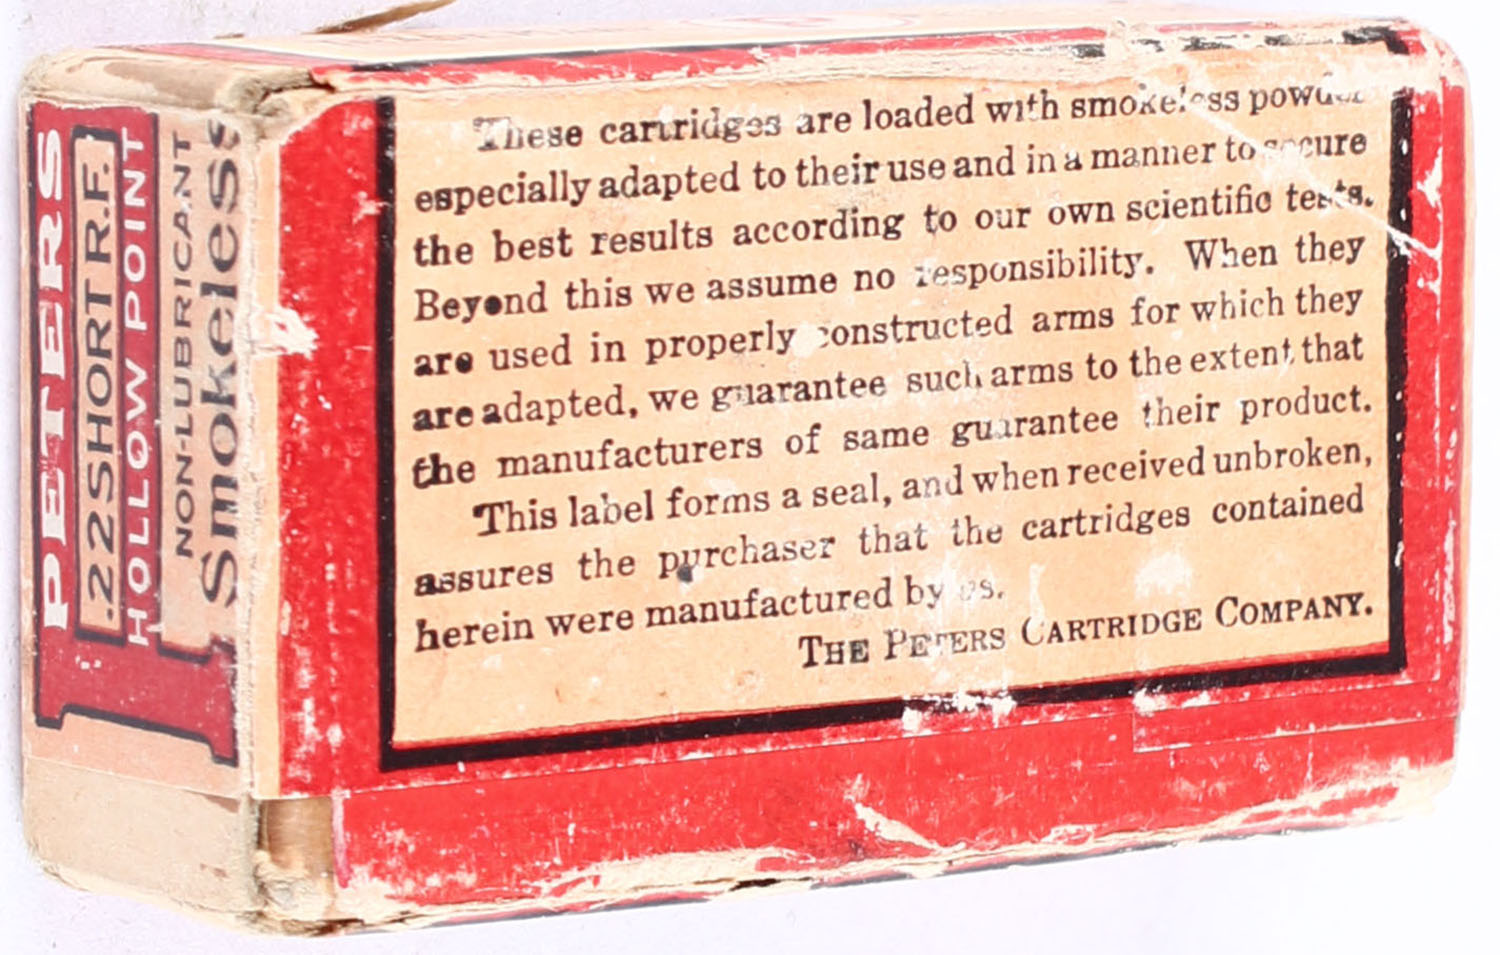 PETERS
.22 SHORT R.F.
HOLLOW POINT
NON-LUBRICANT
Smokeless
These cartridges are loaded with smokeless powder
especially adapted to their use and in a manner to secure
the best results according to our own scientific tests.
Beyond this we assume no responsibility. When they
are used in properly constructed arms for which they
are adapted, we guarantee such arms to the extent that
the manufacturers of same guarantee their product.
This label forms a seal, and when received unbroken,
assures the purchaser that the cartridges contained
herein were manufactured by us.
THE PETERS CARTRIDGE COMPANY.